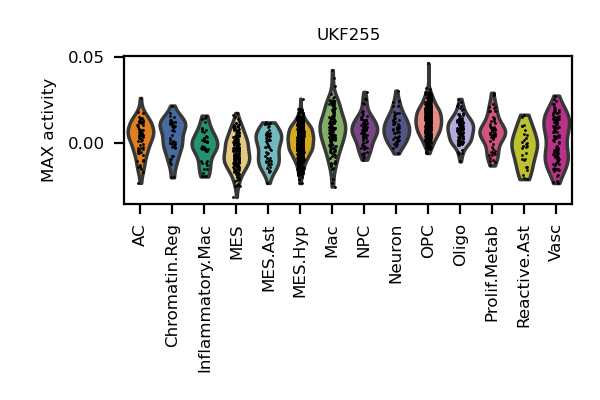 UKF255
MAX activity
0.05
0.00
AC
Chromatin.Reg
Inflammatory.Mac
MES
MES.Ast
MES.Hyp
Mac
NPC
Neuron
OPC
Oligo
Prolif.Metab
Reactive.Ast
Vasc